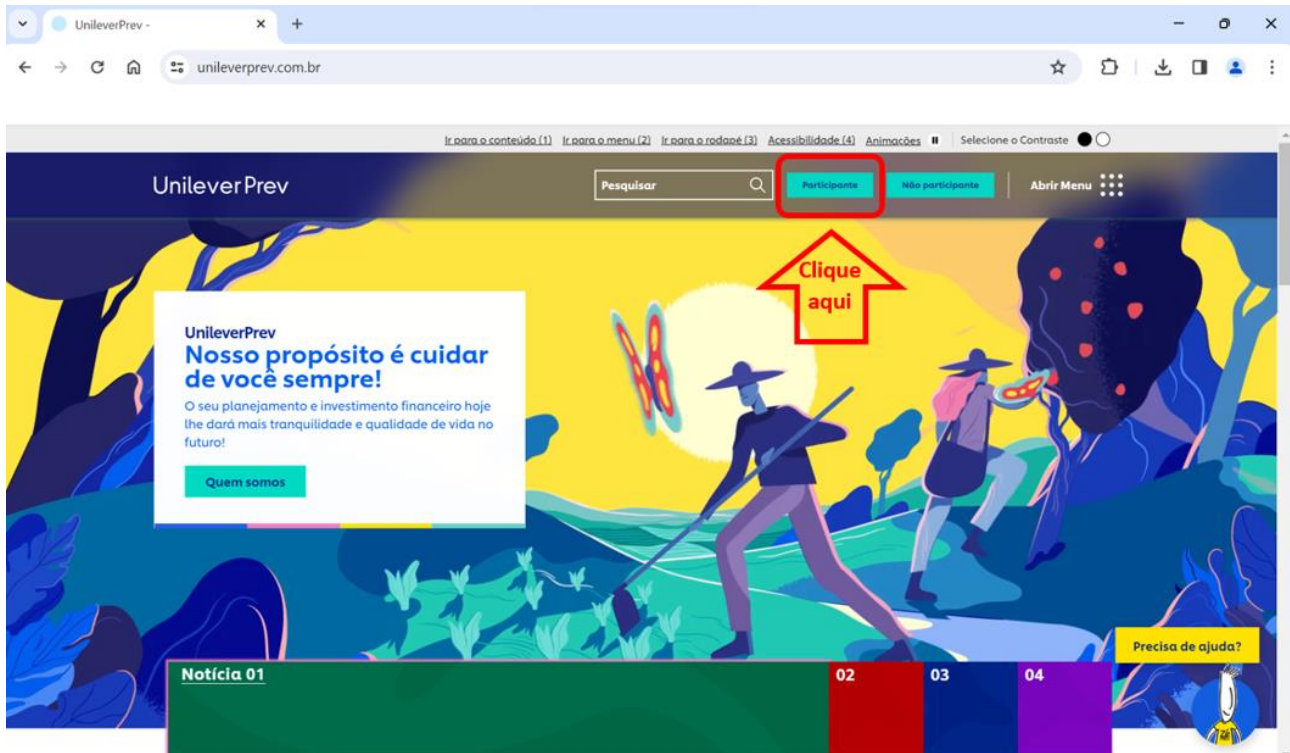 UnileverPrev -
unileverprev.com.br
Ir para o conteúdo (1) Ir para o menu (2) Ir para o rodapé (3) Acessibilidade (4) Animações Selecione o Contraste
UnileverPrev
Pesquisar
Participante
Não participante
Abrir Menu
Clique
aqui
UnileverPrev
Nosso propósito é cuidar
de você sempre!
O seu planejamento e investimento financeiro hoje
lhe dará mais tranquilidade e qualidade de vida no
futuro!
Quem somos
Precisa de ajuda?
Notícia 01
02
03
04